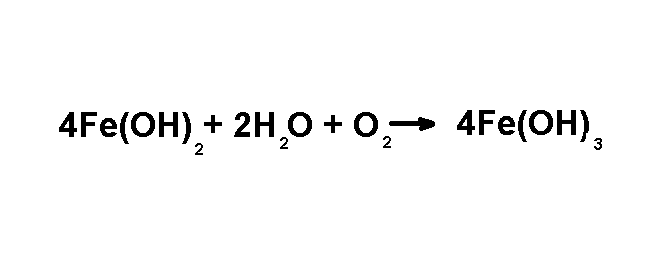 4Fe(OH)₂ + 2H₂O + O₂ → 4Fe(OH)₃